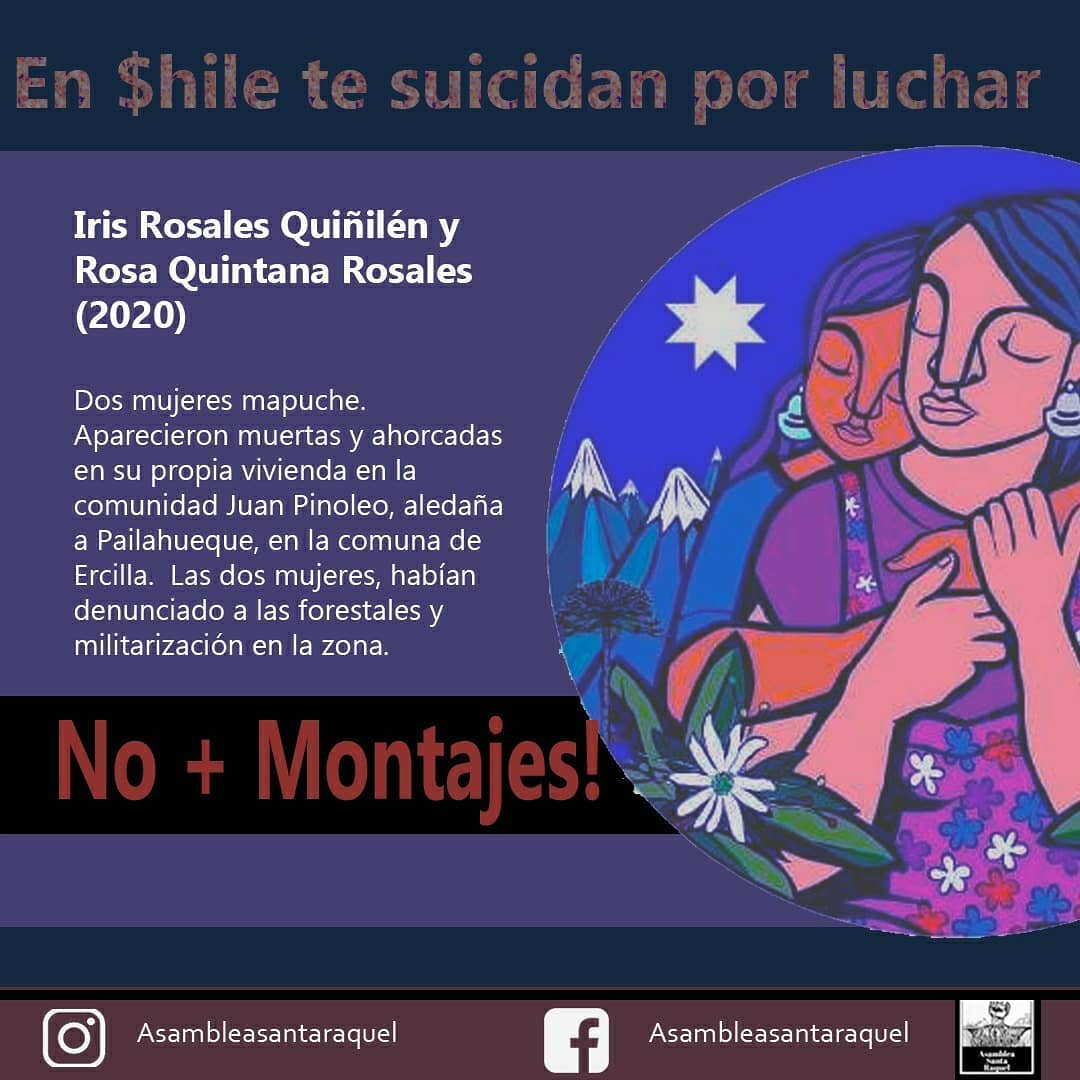 En $hile te suicidan por luchar
Iris Rosales Quiñilén y
Rosa Quintana Rosales
(2020)
Dos mujeres mapuche.
Aparecieron muertas y ahorcadas
en su propia vivienda en la
comunidad Juan Pinoleo, aledaña
a Pailahueque, en la comuna de
Ercilla.  Las dos mujeres, habían
denunciado a las forestales y
militarización en la zona.
No + Montajes!
Asambleasantaraquel
Asambleasantaraquel
Asamblea
Santa
Raquel